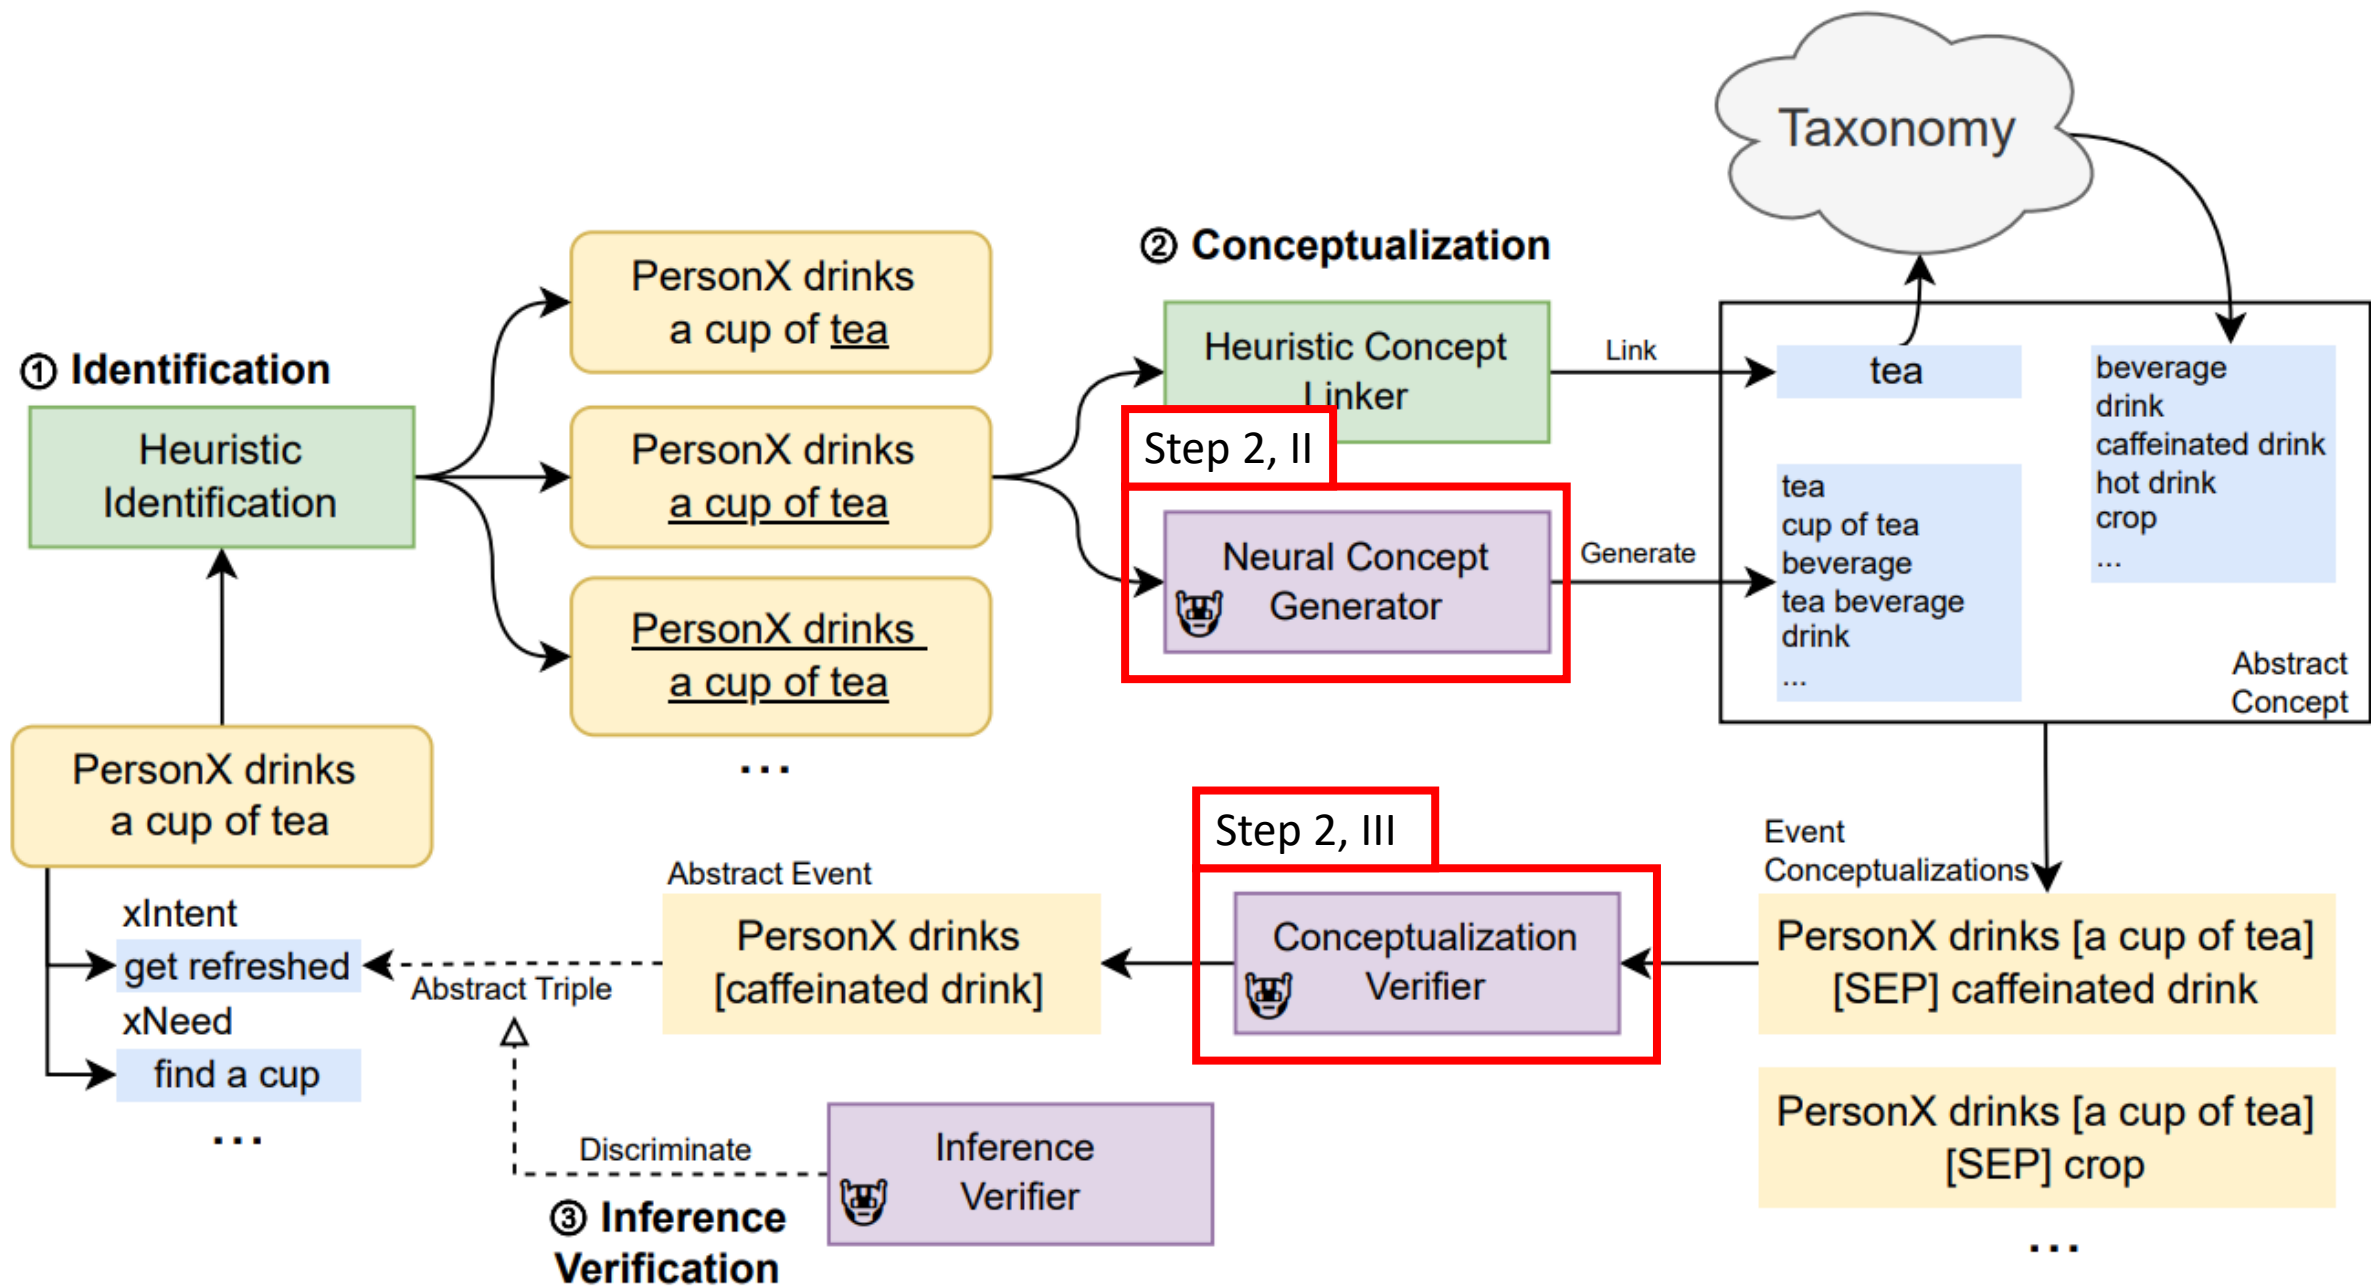 Taxonomy
② Conceptualization
PersonX drinks
a cup of tea
① Identification
Heuristic Concept
Linker
Link
tea
beverage
drink
caffeinated drink
hot drink
crop
...
Heuristic
Identification
PersonX drinks
a cup of tea
Step 2, II
Neural Concept
Generator
Generate
tea
cup of tea
beverage
tea beverage
drink
...
Abstract
Concept
PersonX drinks
a cup of tea
...
PersonX drinks
a cup of tea
Step 2, III
Event
Conceptualizations
Abstract Event
xIntent
get refreshed
Abstract Triple
PersonX drinks
[caffeinated drink]
Conceptualization
Verifier
PersonX drinks [a cup of tea]
[SEP] caffeinated drink
xNeed
find a cup
...
PersonX drinks [a cup of tea]
[SEP] crop
...
Discriminate
Inference
Verifier
③ Inference
Verification